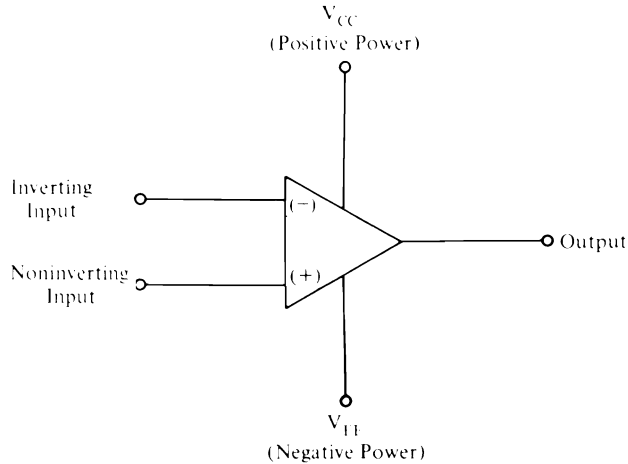 V_CC
(Positive Power)
Inverting
Input
(−)
Noninverting
Input
(+)
Output
V_EE
(Negative Power)